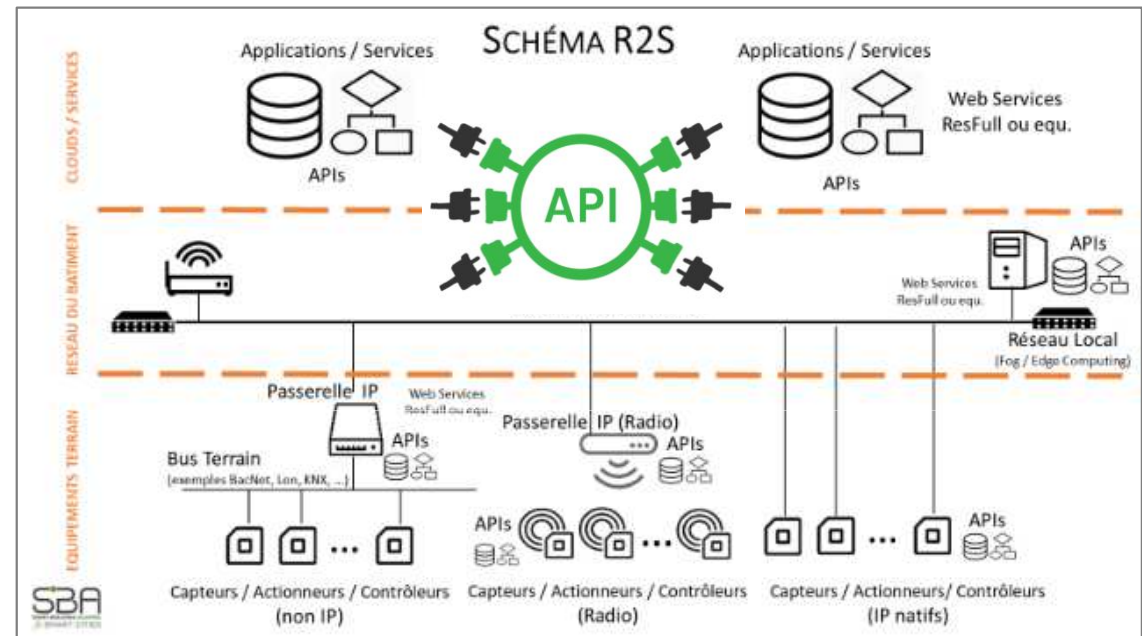 SCHÉMA R2S
CLOUDS / SERVICES
Applications / Services
APIs
API
Applications / Services
APIs
Web Services
ResFull ou equ.
RESEAU DU BATIMENT
Web Services
ResFull ou equ.
APIs
Réseau Local
(Fog / Edge Computing)
EQUIPEMENTS TERRAIN
Passerelle IP
Web Services
ResFull ou equ.
APIs
Bus Terrain
(exemples BacNet, Lon, KNX, ...)
Passerelle IP (Radio)
APIs
...
Capteurs / Actionneurs / Contrôleurs
(non IP)
APIs
...
Capteurs / Actionneurs / Contrôleurs
(Radio)
...
APIs
Capteurs / Actionneurs/ Contrôleurs
(IP natifs)
SBA
SMART CITIES